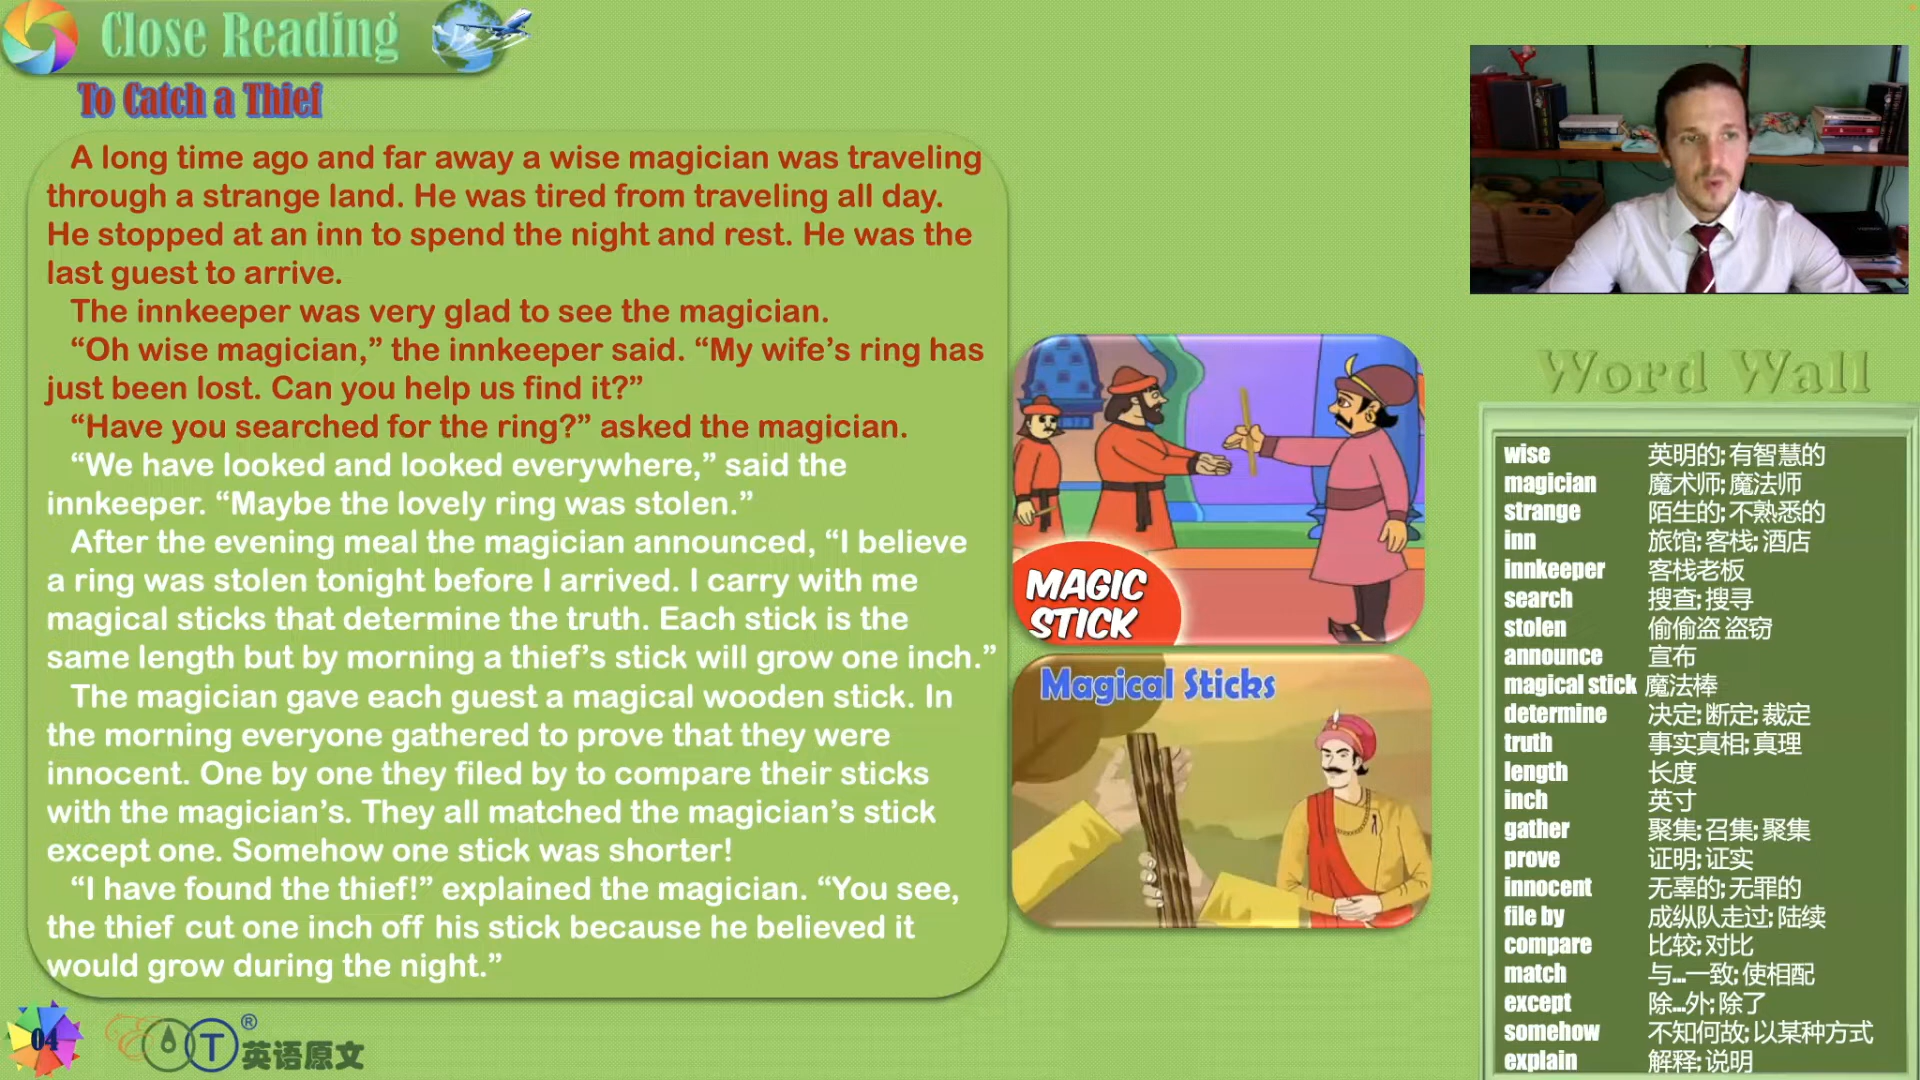 Close Reading
To Catch a Thief
A long time ago and far away a wise magician was traveling
through a strange land. He was tired from traveling all day.
He stopped at an inn to spend the night and rest. He was the
last guest to arrive.
The innkeeper was very glad to see the magician.
“Oh wise magician,” the innkeeper said. “My wife’s ring has
just been lost. Can you help us find it?”
“Have you searched for the ring?” asked the magician.
“We have looked and looked everywhere,” said the
innkeeper. “Maybe the lovely ring was stolen.”
After the evening meal the magician announced, “I believe
a ring was stolen tonight before I arrived. I carry with me
magical sticks that determine the truth. Each stick is the
same length but by morning a thief’s stick will grow one inch.”
The magician gave each guest a magical wooden stick. In
the morning everyone gathered to prove that they were
innocent. One by one they filed by to compare their sticks
with the magician’s. They all matched the magician’s stick
except one. Somehow one stick was shorter!
“I have found the thief!” explained the magician. “You see,
the thief cut one inch off his stick because he believed it
would grow during the night.”
04
T ®
英语原文
MAGIC
STICK
Magical Sticks
Word Wall
wise 英明的; 有智慧的
magician 魔术师; 魔法师
strange 陌生的; 不熟悉的
inn 旅馆; 客栈; 酒店
innkeeper 客栈老板
search 搜查; 搜寻
stolen 偷偷盗 盗窃
announce 宣布
magical stick 魔法棒
determine 决定; 断定; 裁定
truth 事实真相; 真理
length 长度
inch 英寸
gather 聚集; 召集; 聚集
prove 证明; 证实
innocent 无辜的; 无罪的
file by 成纵队走过; 陆续
compare 比较; 对比
match 与...一致; 使相配
except 除...外; 除了
somehow 不知何故; 以某种方式
explain 解释; 说明